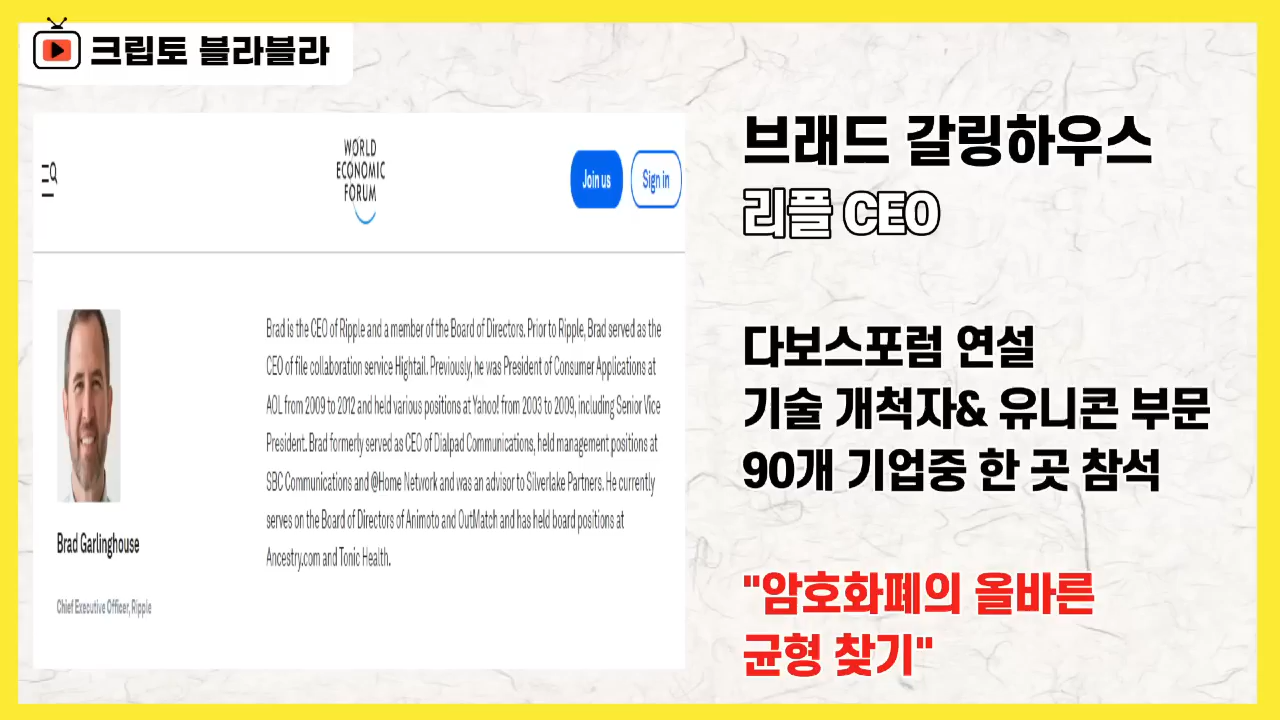 크립토 블라블라
WORLD
ECONOMIC
FORUM
Join us
Sign in
Brad is the CEO of Ripple and a member of the Board of Directors. Prior to Ripple, Brad served as the
CEO of file collaboration service Hightail. Previously, he was President of Consumer Applications at
AOL from 2009 to 2012 and held various positions at Yahoo! from 2003 to 2009, including Senior Vice
President. Brad formerly served as CEO of Dialpad Communications, held management positions at
SBC Communications and @Home Network and was an advisor to Silverlake Partners. He currently
serves on the Board of Directors of Animoto and OutMatch and has held board positions at
Ancestry.com and Tonic Health.
Brad Garlinghouse
Chief Executive Officer, Ripple
브래드 갈링하우스
리플 CEO
다보스포럼 연설
기술 개척자& 유니콘 부문
90개 기업중 한 곳 참석
"암호화폐의 올바른
균형 찾기"